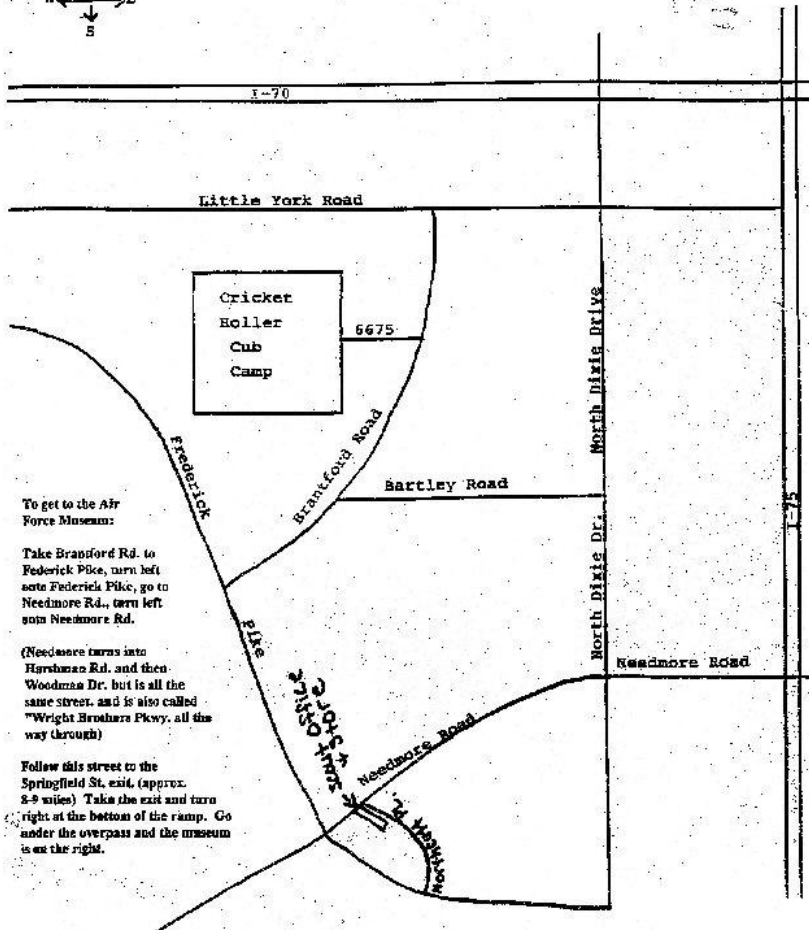 S
I-70
Little York Road
Cricket
Holler
Cub
Camp
6675
North Dixie Drive
Frederick
Brantford Road
Bartley Road
I-75
To get to the Air
Force Museum:
Take Brantford Rd. to
Federick Pike, turn left
onto Federick Pike, go to
Needmore Rd., turn left
onto Needmore Rd.
Pike
North Dixie Dr.
Needmore Road
(Needmore turns into
Harshman Rd. and then
Woodman Dr. but is all the
same street. and is also called
"Wright Brothers Pkwy. all the
way through)
Scout Office
+ Store
Needmore Road
Follow this street to the
Springfield St. exit. (approx.
8-9 miles) Take the exit and turn
right at the bottom of the ramp. Go
under the overpass and the museum
is on the right.